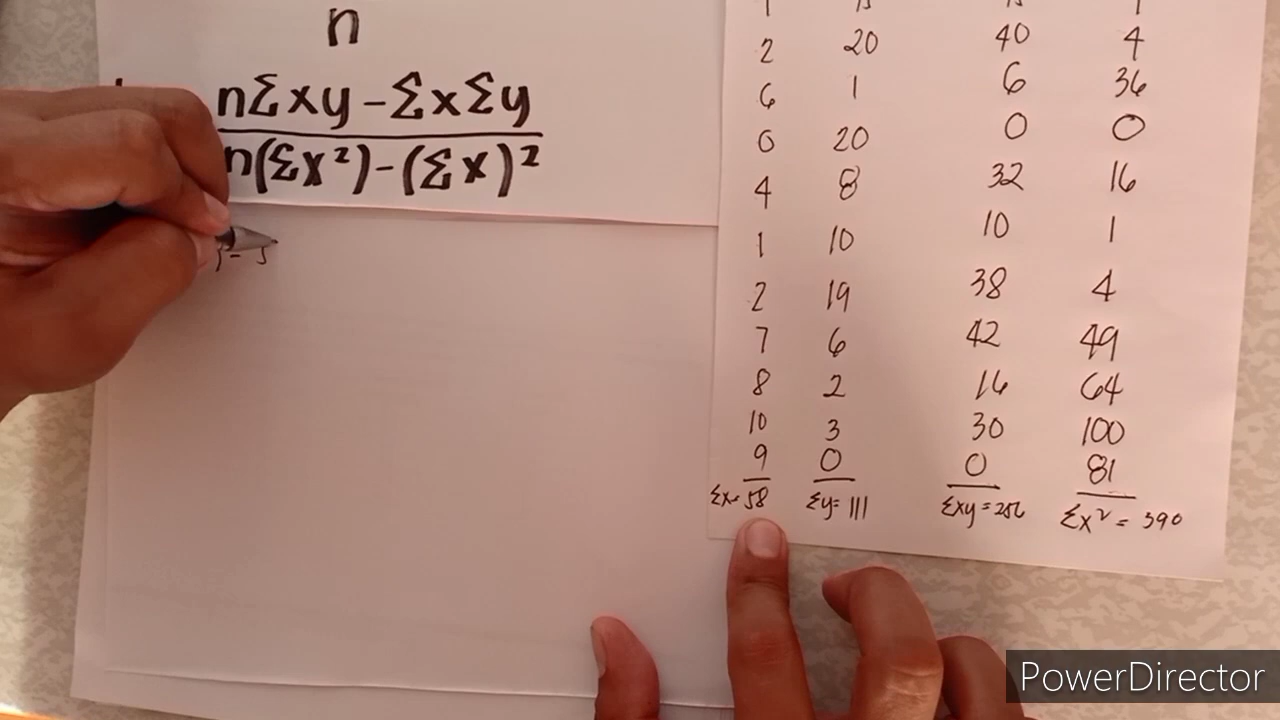 n
nΣxy - ΣxΣy
n(Σx²) - (Σx)²
2 20 40 4
6 1 6 36
0 20 0 0
4 8 32 16
1 10 10 1
2 19 38 4
7 6 42 49
8 2 16 64
10 3 30 100
9 0 0 81
Σx=58 Σy=111 Σxy=256 Σx²=390
PowerDirector